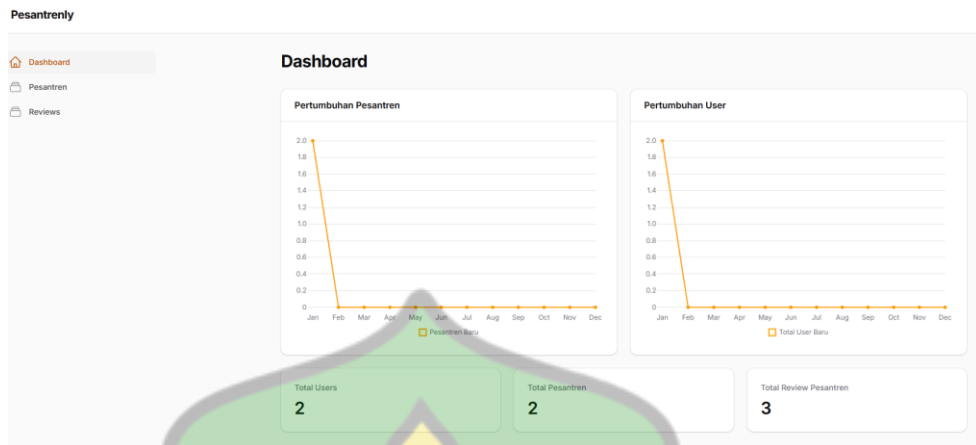 Pesantrenly
Dashboard
Pesantren
Reviews
Dashboard
Pertumbuhan Pesantren
2.0
1.8
1.6
1.4
1.2
1.0
0.8
0.6
0.4
0.2
0
Jan Feb Mar Apr May Jun Jul Aug Sep Oct Nov Dec
Pesantren Baru
Pertumbuhan User
2.0
1.8
1.6
1.4
1.2
1.0
0.8
0.6
0.4
0.2
0
Jan Feb Mar Apr May Jun Jul Aug Sep Oct Nov Dec
Total User Baru
Total Users
2
Total Pesantren
2
Total Review Pesantren
3